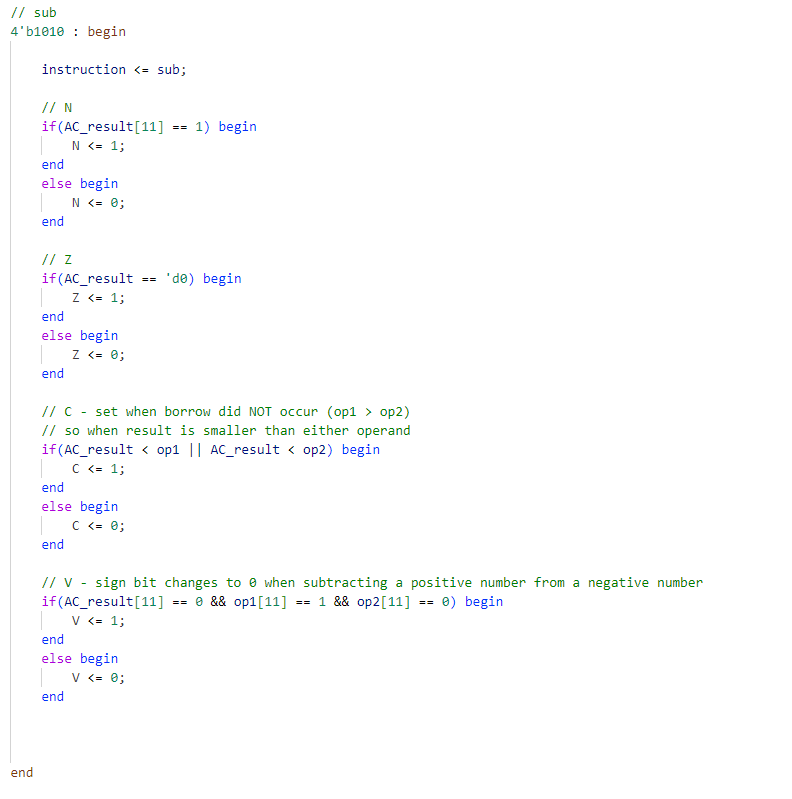 // sub
4'b1010 : begin
instruction <= sub;
// N
if(AC_result[11] == 1) begin
N <= 1;
end
else begin
N <= 0;
end
// Z
if(AC_result == 'd0) begin
Z <= 1;
end
else begin
Z <= 0;
end
// C - set when borrow did NOT occur (op1 > op2)
// so when result is smaller than either operand
if(AC_result < op1 || AC_result < op2) begin
C <= 1;
end
else begin
C <= 0;
end
// V - sign bit changes to 0 when subtracting a positive number from a negative number
if(AC_result[11] == 0 && op1[11] == 1 && op2[11] == 0) begin
V <= 1;
end
else begin
V <= 0;
end
end